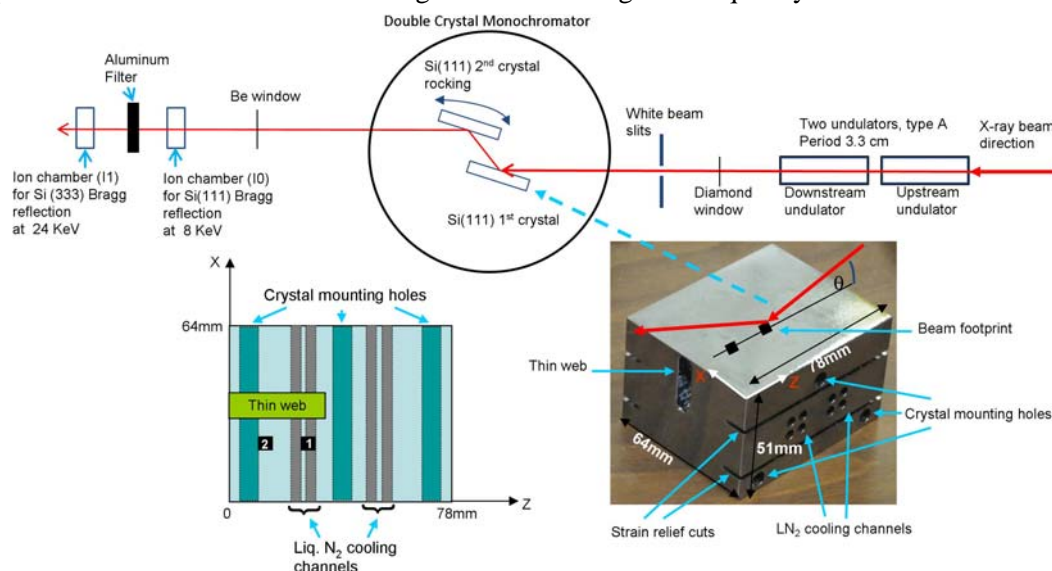 Double Crystal Monochromator
Aluminum
Filter
Be window
Si(111) 2nd crystal
rocking
White beam
slits
Two undulators, type A
Period 3.3 cm
X-ray beam
direction
Ion chamber (I1)
for Si (333) Bragg
reflection
at 24 KeV
Ion chamber (I0)
for Si(111) Bragg
reflection
at 8 KeV
Si(111) 1st crystal
Diamond
window
Downstream
undulator
Upstream
undulator
X
Crystal mounting holes
64mm
Thin web
2
1
0
78mm
Z
Liq. N2 cooling
channels
θ
Beam footprint
Thin web
78mm
X
Z
Crystal mounting holes
64mm
51mm
Strain relief cuts
LN2 cooling channels